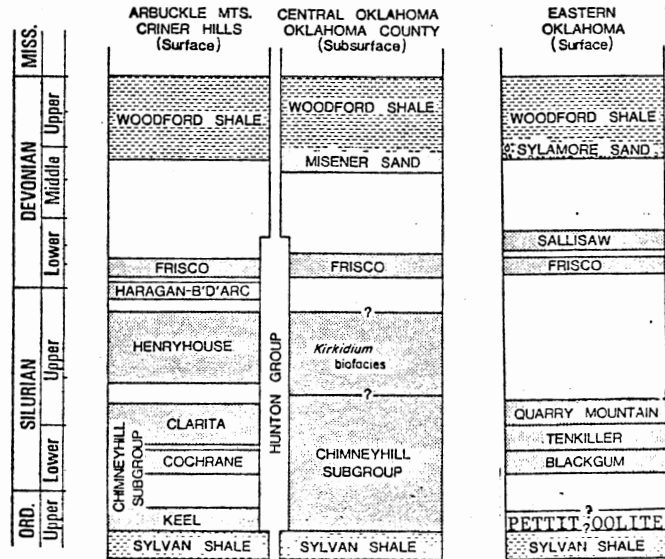 ARBUCKLE MTS.
CRINER HILLS
(Surface)
CENTRAL OKLAHOMA
OKLAHOMA COUNTY
(Subsurface)
EASTERN
OKLAHOMA
(Surface)
MISS.
DEVONIAN
Upper
Middle
Lower
SILURIAN
Upper
Lower
ORD.
Upper
WOODFORD SHALE
FRISCO
HARAGAN-B'D'ARC
HENRYHOUSE
CHIMNEYHILL
SUBGROUP
CLARITA
COCHRANE
KEEL
SYLVAN SHALE
HUNTON GROUP
WOODFORD SHALE
MISENER SAND
FRISCO
?
Kirkidium
biofacies
?
CHIMNEYHILL
SUBGROUP
SYLVAN SHALE
WOODFORD SHALE
SYLAMORE SAND
SALLISAW
FRISCO
QUARRY MOUNTAIN
TENKILLER
BLACKGUM
?
PETTIT OOLITE
?
SYLVAN SHALE